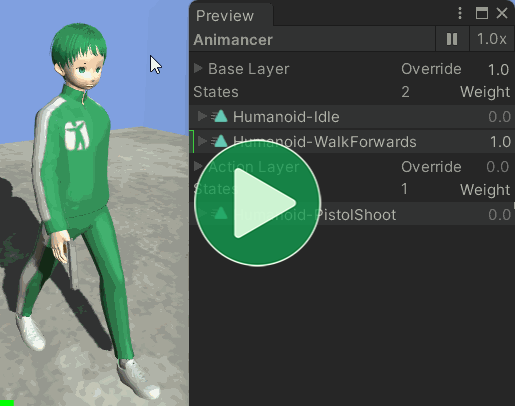 Preview
Animancer
1.0x
Base Layer Override 1.0
States 2 Weight
Humanoid-Idle 0.0
Humanoid-WalkForwards 1.0
Action Layer Override 0.0
States 1 Weight
Humanoid-PistolShoot 0.0